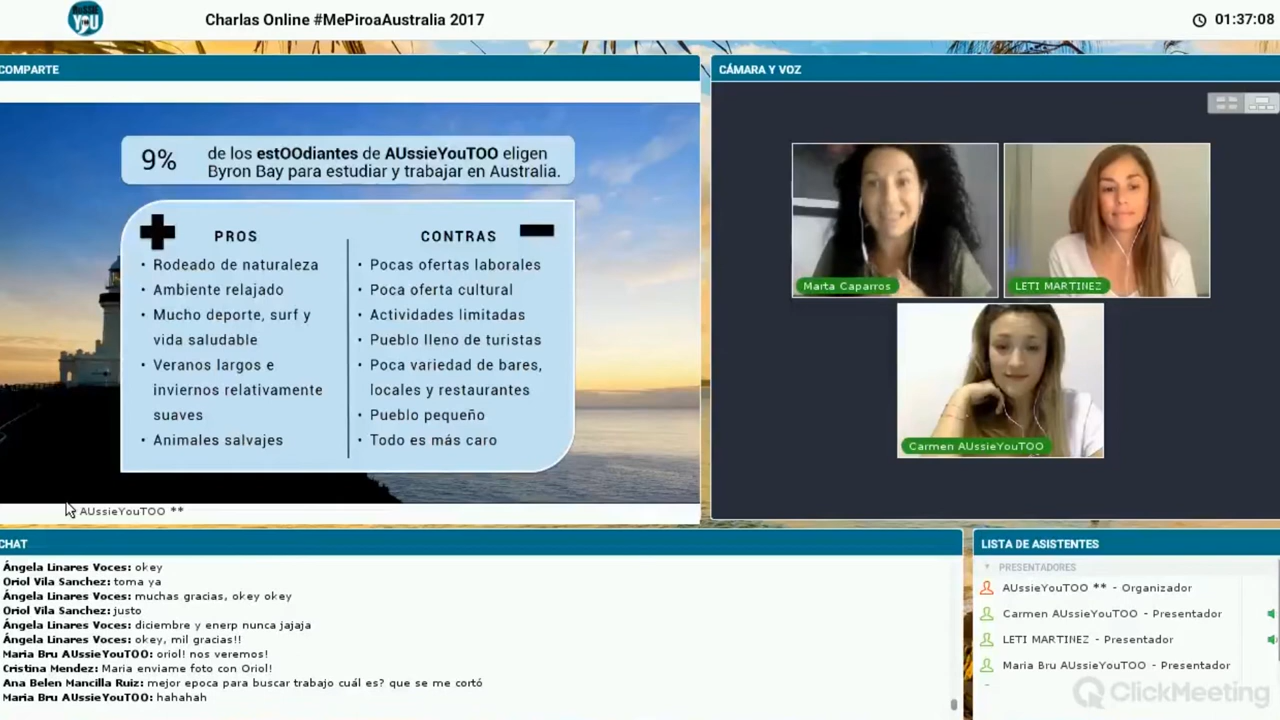 AUSSIE
YOU
Charlas Online #MePiroaAustralia 2017
01:37:08
COMPARTE
CÁMARA Y VOZ
9%
de los estOOdiantes de AUssieYouTOO eligen
Byron Bay para estudiar y trabajar en Australia.
PROS
• Rodeado de naturaleza
• Ambiente relajado
• Mucho deporte, surf y
vida saludable
• Veranos largos e
inviernos relativamente
suaves
• Animales salvajes
CONTRAS
• Pocas ofertas laborales
• Poca oferta cultural
• Actividades limitadas
• Pueblo lleno de turistas
• Poca variedad de bares,
locales y restaurantes
• Pueblo pequeño
• Todo es más caro
Marta Caparros
LETI MARTINEZ
Carmen AUssieYouTOO
AUssieYouTOO **
CHAT
Ángela Linares Voces: okey
Oriol Vila Sanchez: toma ya
Ángela Linares Voces: muchas gracias, okey okey
Oriol Vila Sanchez: justo
Ángela Linares Voces: diciembre y enerp nunca jajaja
Ángela Linares Voces: okey, mil gracias!!
Maria Bru AUssieYouTOO: oriol! nos veremos!
Cristina Mendez: Maria enviame foto con Oriol!
Ana Belen Mancilla Ruiz: mejor epoca para buscar trabajo cuál es? que se me cortó
Maria Bru AUssieYouTOO: hahahah
LISTA DE ASISTENTES
PRESENTADORES
AUssieYouTOO ** - Organizador
Carmen AUssieYouTOO - Presentador
LETI MARTINEZ - Presentador
Maria Bru AUssieYouTOO - Presentador
ClickMeeting